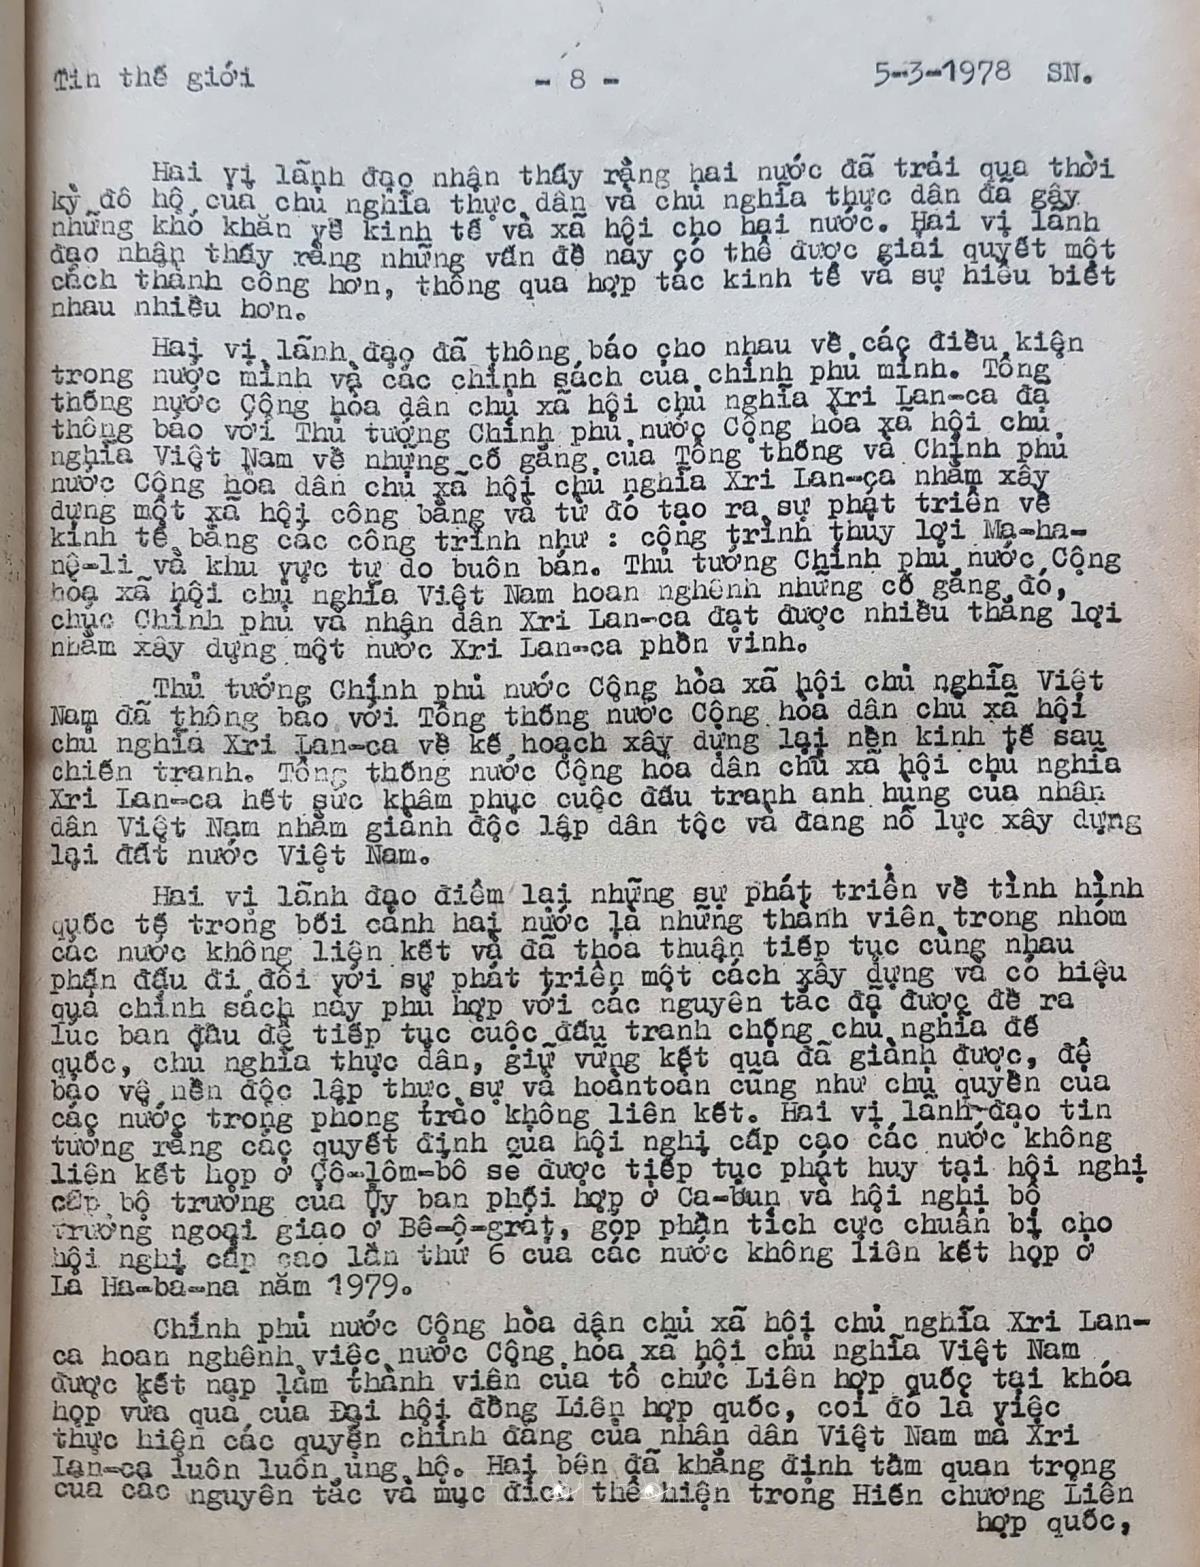 Tin thế giới - 8 - 5-3-1978 SN.
Hai vị lãnh đạo nhận thấy rằng hai nước đã trải qua thời
kỳ đô hộ của chủ nghĩa thực dân và chủ nghĩa thực dân đã gây
những khó khăn về kinh tế và xã hội cho hai nước. Hai vị lãnh
đạo nhận thấy rằng những vấn đề này có thể được giải quyết một
cách thành công hơn, thông qua hợp tác kinh tế và sự hiểu biết
nhau nhiều hơn.
Hai vị lãnh đạo đã thông báo cho nhau về các điều kiện
trong nước mình và các chính sách của chính phủ mình. Tổng
thống nước Cộng hòa dân chủ xã hội chủ nghĩa Xri Lan-ca đã
thông báo với Thủ tướng Chính phủ nước Cộng hòa xã hội chủ
nghĩa Việt Nam về những cố gắng của Tổng thống và Chính phủ
nước Cộng hòa dân chủ xã hội chủ nghĩa Xri Lan-ca nhằm xây
dựng một xã hội công bằng và từ đó tạo ra sự phát triển về
kinh tế bằng các công trình như : công trình thủy lợi Ma-ha-
nê-li và khu vực tự do buôn bán. Thủ tướng Chính phủ nước Cộng
hòa xã hội chủ nghĩa Việt Nam hoan nghênh những cố gắng đó,
chúc Chính phủ và nhân dân Xri Lan-ca đạt được nhiều thắng lợi
nhằm xây dựng một nước Xri Lan-ca phồn vinh.
Thủ tướng Chính phủ nước Cộng hòa xã hội chủ nghĩa Việt
Nam đã thông báo với Tổng thống nước Cộng hòa dân chủ xã hội
chủ nghĩa Xri Lan-ca về kế hoạch xây dựng lại nền kinh tế sau
chiến tranh. Tổng thống nước Cộng hòa dân chủ xã hội chủ nghĩa
Xri Lan-ca hết sức khâm phục cuộc đấu tranh anh hùng của nhân
dân Việt Nam nhằm giành độc lập dân tộc và đang nỗ lực xây dựng
lại đất nước Việt Nam.
Hai vị lãnh đạo điểm lại những sự phát triển về tình hình
quốc tế trong bối cảnh hai nước là những thành viên trong nhóm
các nước không liên kết và đã thỏa thuận tiếp tục cùng nhau
phấn đấu đi đôi với sự phát triển một cách xây dựng và có hiệu
quả chính sách này phù hợp với các nguyên tắc đã được đề ra
lúc ban đầu để tiếp tục cuộc đấu tranh chống chủ nghĩa đế
quốc, chủ nghĩa thực dân, giữ vững kết quả đã giành được, để
bảo vệ nền độc lập thực sự và hoàntoàn cũng như chủ quyền của
các nước trong phong trào không liên kết. Hai vị lãnh đạo tin
tưởng rằng các quyết định của hội nghị cấp cao các nước không
liên kết họp ở Cô-lôm-bô sẽ được tiếp tục phát huy tại hội nghị
cấp bộ trưởng của Ủy ban phối hợp ở Ca-bun và hội nghị bộ
trưởng ngoại giao ở Bê-ô-grát, góp phần tích cực chuẩn bị cho
hội nghị cấp cao lần thứ 6 của các nước không liên kết họp ở
La Ha-ba-na năm 1979.
Chính phủ nước Cộng hòa dân chủ xã hội chủ nghĩa Xri Lan-
ca hoan nghênh việc nước Cộng hòa xã hội chủ nghĩa Việt Nam
được kết nạp làm thành viên của tổ chức Liên hợp quốc tại khóa
họp vừa qua của Đại hội đồng Liên hợp quốc, coi đó là việc
thực hiện các quyền chính đáng của nhân dân Việt Nam mà Xri
Lan-ca luôn luôn ủng hộ. Hai bên đã khẳng định tầm quan trọng
của các nguyên tắc và mục đích thể hiện trong Hiến chương Liên
hợp quốc,